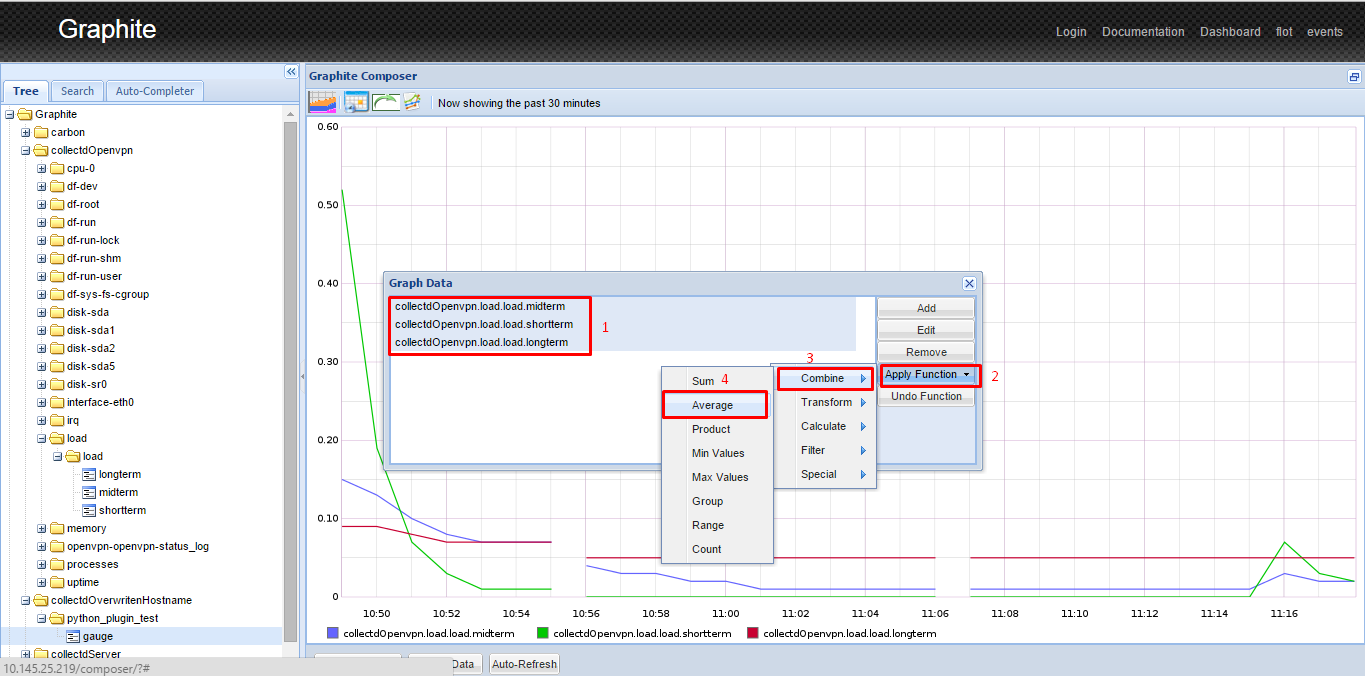 Graphite
Login Documentation Dashboard flot events
Tree Search Auto-Completer
Graphite
carbon
collectdOpenvpn
cpu-0
df-dev
df-root
df-run
df-run-lock
df-run-shm
df-run-user
df-sys-fs-cgroup
disk-sda
disk-sda1
disk-sda2
disk-sda5
disk-sr0
interface-eth0
irq
load
load
longterm
midterm
shortterm
memory
openvpn-openvpn-status_log
processes
uptime
collectdOverwritenHostname
python_plugin_test
gauge
collectdServer
10.145.25.219/composer/?#
Graphite Composer
Now showing the past 30 minutes
0.60
0.50
0.40
0.30
0.20
0.10
0
Graph Data
collectdOpenvpn.load.load.midterm
collectdOpenvpn.load.load.shortterm
collectdOpenvpn.load.load.longterm
1
Add
Edit
Remove
Apply Function
2
Undo Function
3
Combine
Transform
Calculate
Filter
Special
Sum 4
Average
Product
Min Values
Max Values
Group
Range
Count
10:50 10:52 10:54 10:56 10:58 11:00 11:02 11:04 11:06 11:08 11:10 11:12 11:14 11:16
collectdOpenvpn.load.load.midterm collectdOpenvpn.load.load.shortterm collectdOpenvpn.load.load.longterm
Data Auto-Refresh